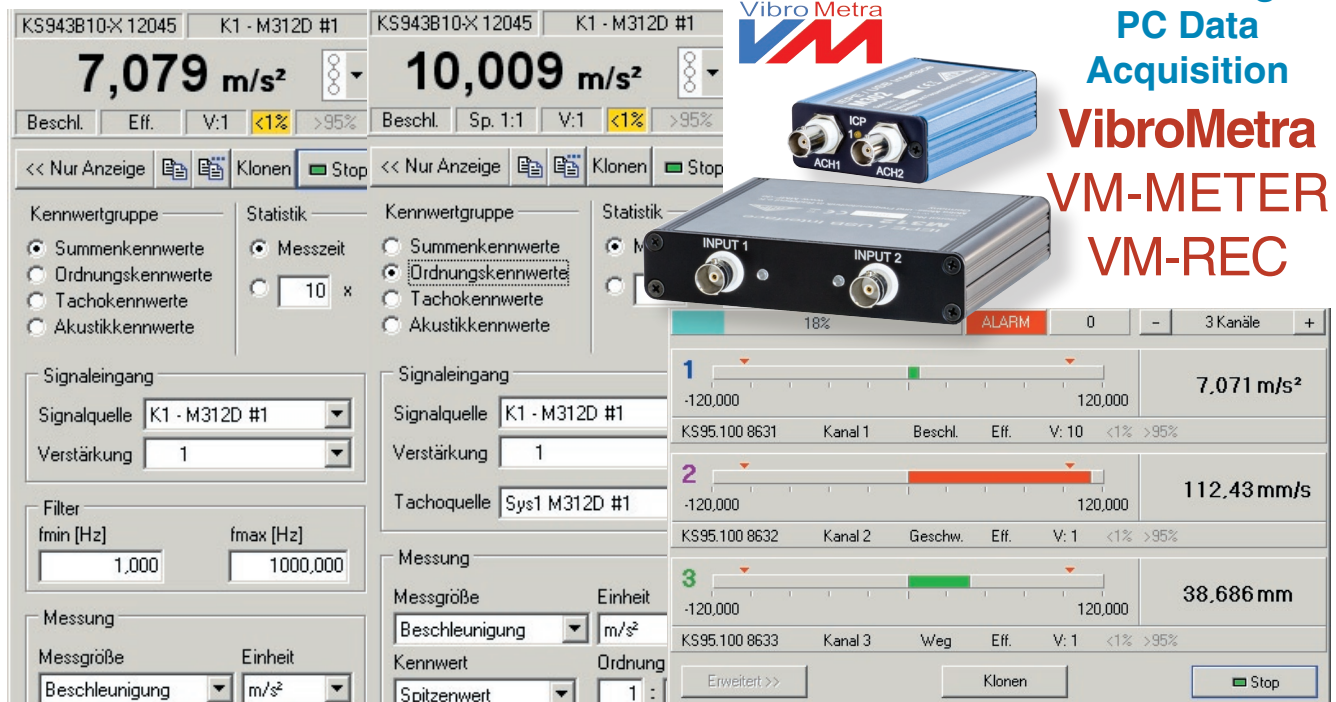 KS943B10-X 12045 K1 - M312D #1
7,079 m/s²
Beschl. Eff. V:1 <1% >95%
<< Nur Anzeige Klonen Stop
Kennwertgruppe Statistik
Summenkennwerte Messzeit
Ordnungskennwerte
10 x
Tachokennwerte
Akustikkennwerte
Signaleingang
Signalquelle K1 - M312D #1
Verstärkung 1
Filter
fmin [Hz] fmax [Hz]
1,000 1000,000
Messung
Messgröße Einheit
Beschleunigung m/s²
KS943B10-X 12045 K1 - M312D #1
10,009 m/s²
Beschl. Sp. 1:1 V:1 <1% >95%
<< Nur Anzeige Klonen Stop
Kennwertgruppe Statistik
Summenkennwerte M
Ordnungskennwerte
Tachokennwerte
Akustikkennwerte
Signaleingang
Signalquelle K1 - M312D #1
Verstärkung 1
Tachoquelle Sys1 M312D #1
Messung
Messgröße Einheit
Beschleunigung m/s²
Kennwert Ordnung
Spitzenwert 1 :
Vibro Metra
VM
PC Data
Acquisition
VibroMetra
VM-METER
VM-REC
M302
ICP
1
ACH1 ACH2
M312
INPUT 1 INPUT 2
18% ALARM 0 - 3 Kanäle +
1 7,071 m/s²
-120,000 120,000
KS95.100 8631 Kanal 1 Beschl. Eff. V: 10 <1% >95%
2 112,43 mm/s
-120,000 120,000
KS95.100 8632 Kanal 2 Geschw. Eff. V: 1 <1% >95%
3 38,686 mm
-120,000 120,000
KS95.100 8633 Kanal 3 Weg Eff. V: 1 <1% >95%
Erweitert >> Klonen Stop